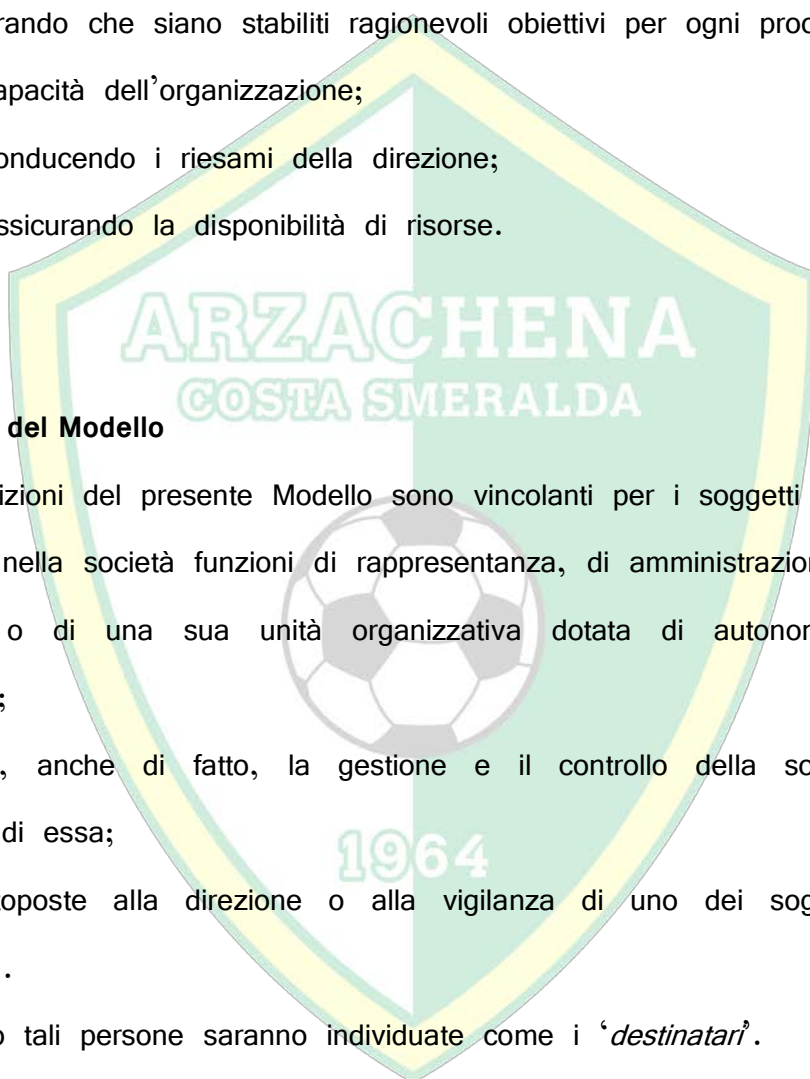 rando che siano stabiliti ragionevoli obiettivi per ogni proc
apacità dell'organizzazione;
onducendo i riesami della direzione;
ssicurando la disponibilità di risorse.
ARZACHENA
COSTA SMERALDA
del Modello
izioni del presente Modello sono vincolanti per i soggetti
nella società funzioni di rappresentanza, di amministrazion
o di una sua unità organizzativa dotata di autonom
;
, anche di fatto, la gestione e il controllo della so
di essa;
1964
toposte alla direzione o alla vigilanza di uno dei sog
.
o tali persone saranno individuate come i 'destinatari'.